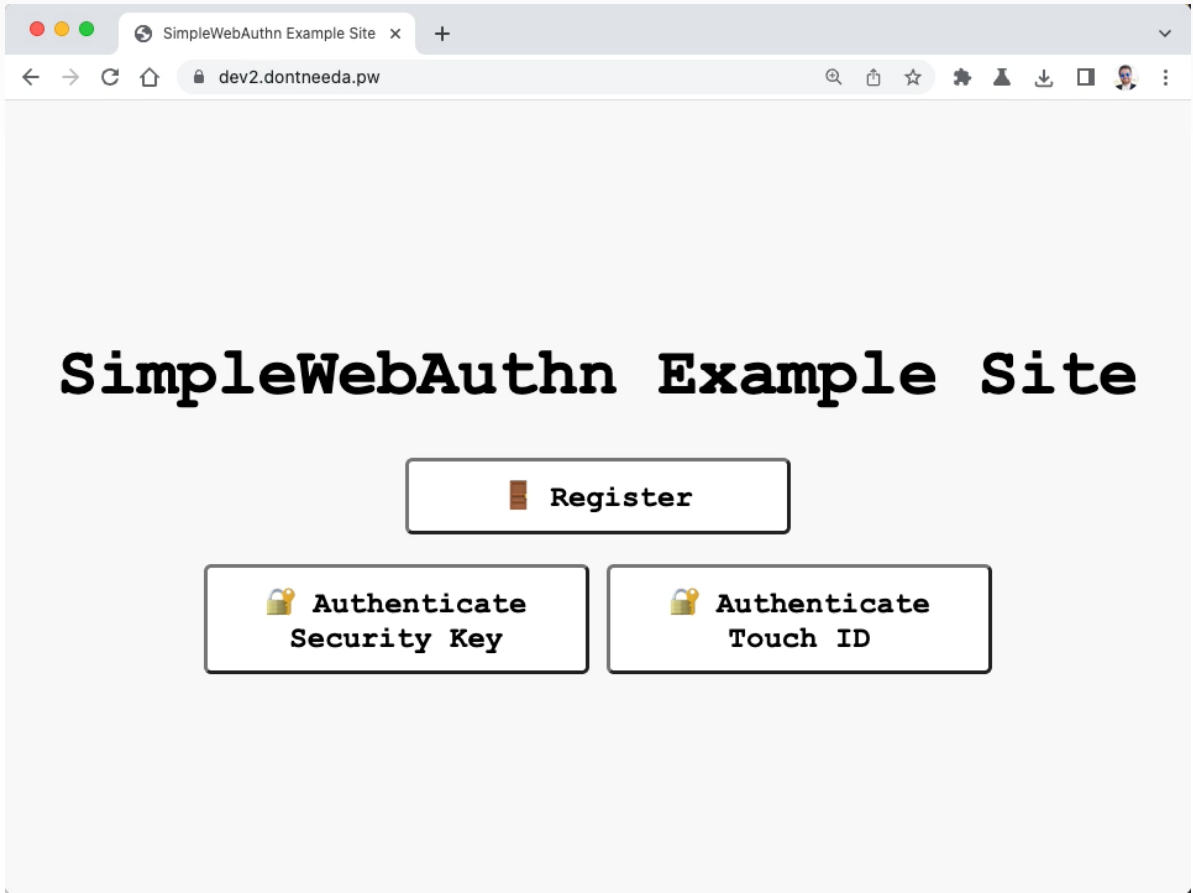 SimpleWebAuthn Example Site
dev2.dontneeda.pw
SimpleWebAuthn Example Site
Register
Authenticate
Security Key
Authenticate
Touch ID